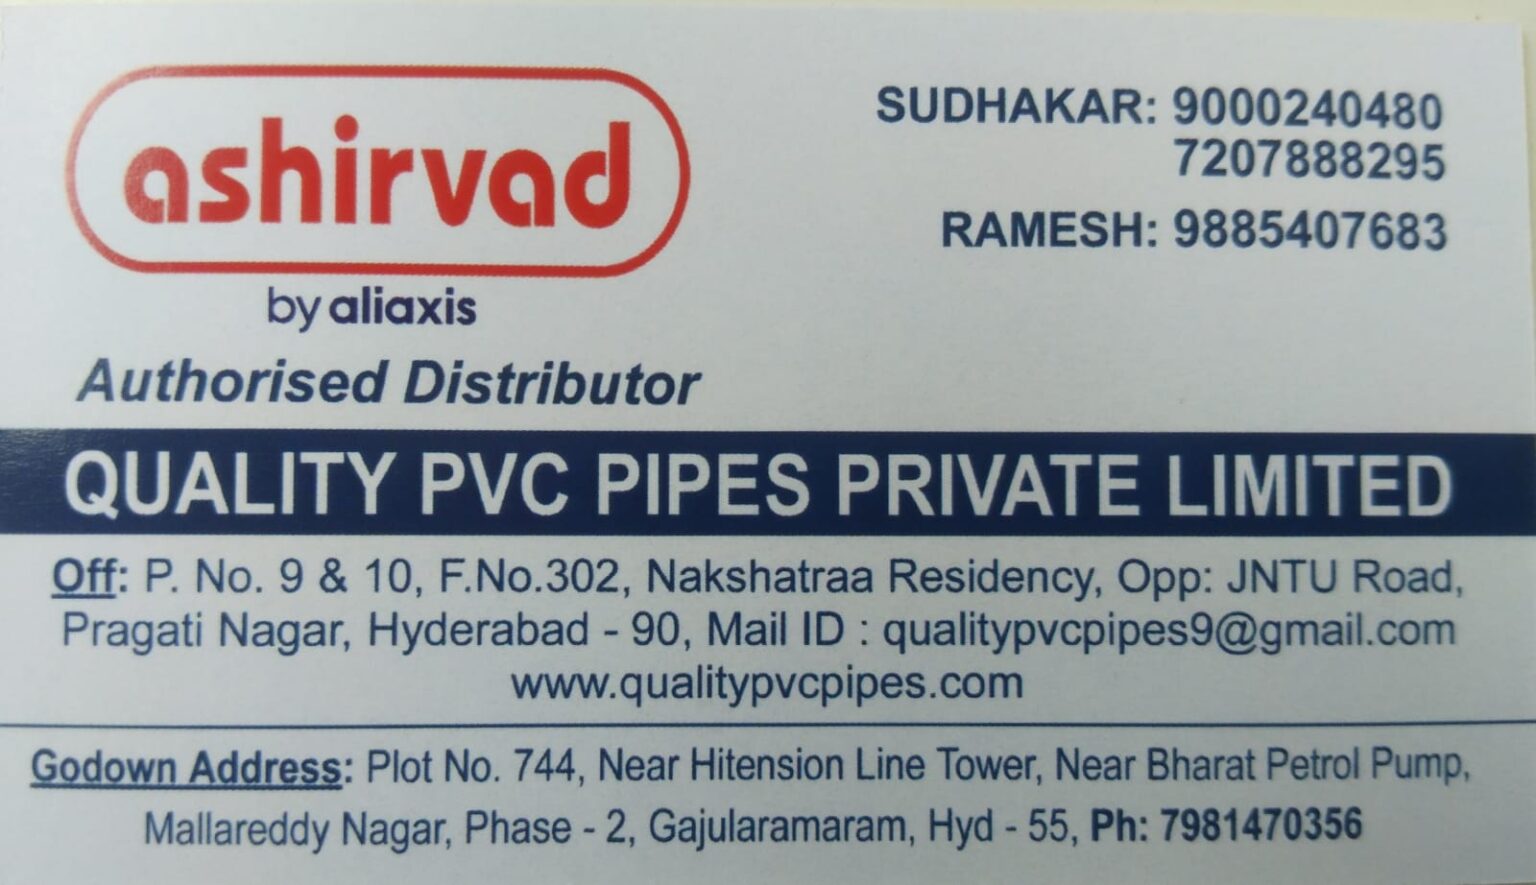 ashirvad
by aliaxis
Authorised Distributor
SUDHAKAR: 9000240480
7207888295
RAMESH: 9885407683
QUALITY PVC PIPES PRIVATE LIMITED
Off: P. No. 9 & 10, F.No.302, Nakshatraa Residency, Opp: JNTU Road,
Pragati Nagar, Hyderabad - 90, Mail ID : qualitypvcpipes9@gmail.com
www.qualitypvcpipes.com
Godown Address: Plot No. 744, Near Hitension Line Tower, Near Bharat Petrol Pump,
Mallareddy Nagar, Phase - 2, Gajularamaram, Hyd - 55, Ph: 7981470356